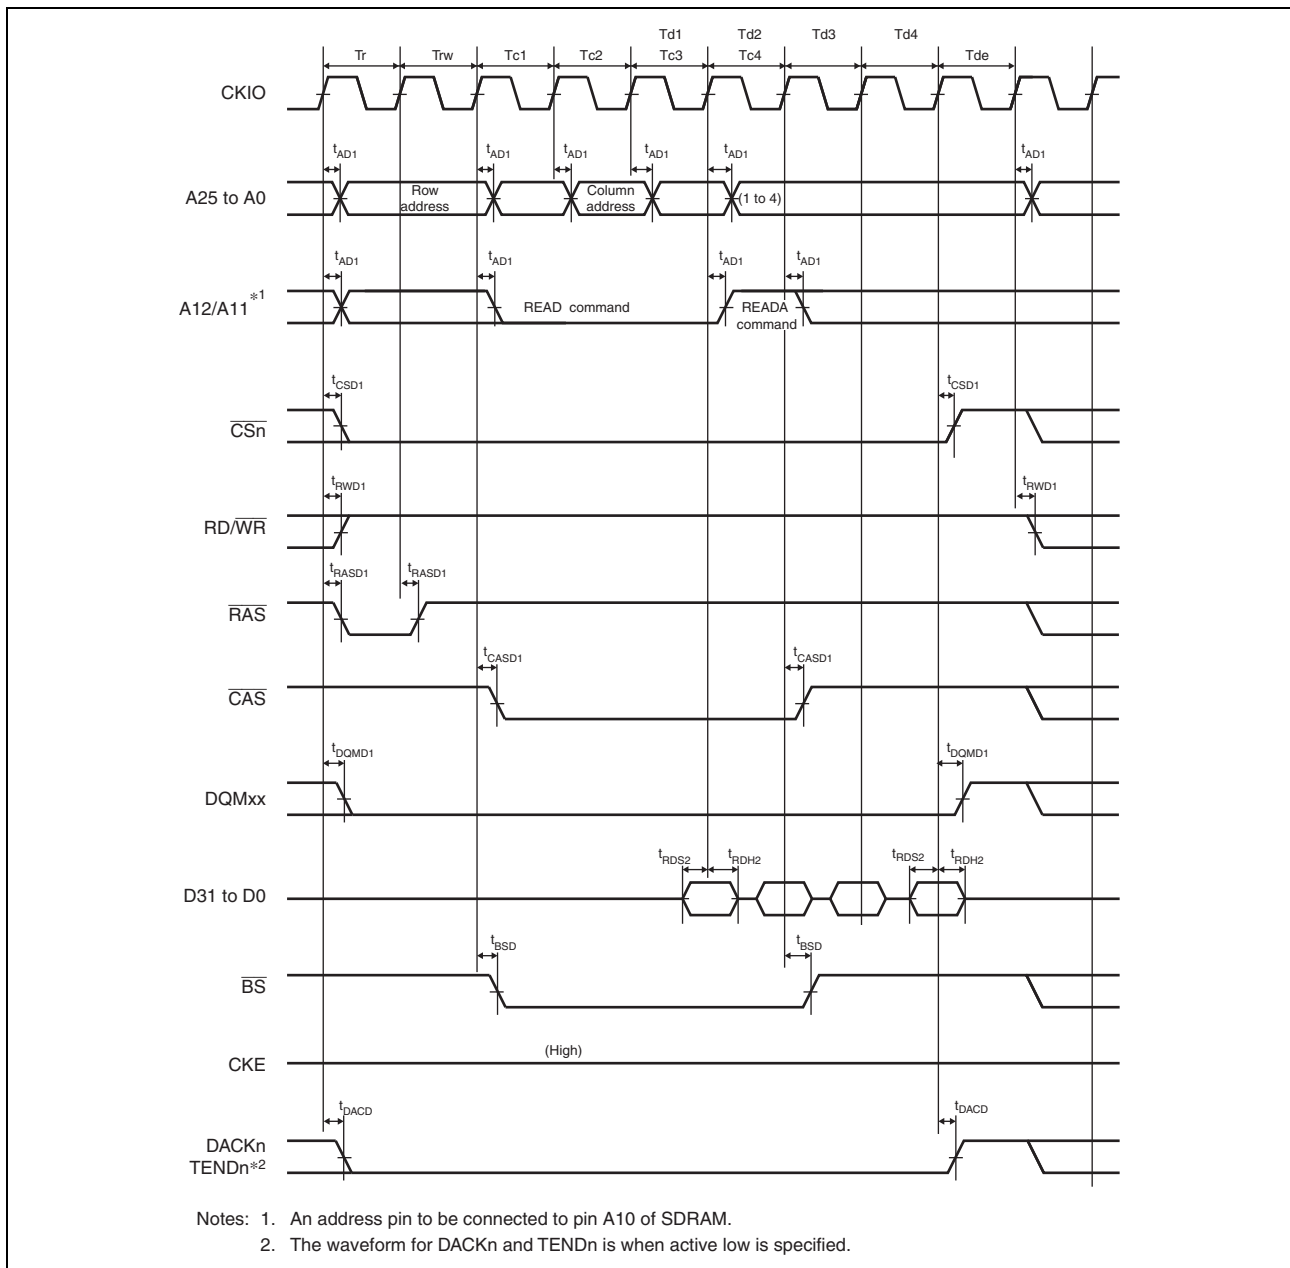 Td1 Td2 Td3 Td4
Tr Trw Tc1 Tc2 Tc3 Tc4 Tde
CKIO
tAD1 tAD1 tAD1 tAD1 tAD1 tAD1
A25 to A0
Row address
Column address
(1 to 4)
tAD1 tAD1 tAD1 tAD1
A12/A11*1
READ command
READA command
tCSD1 tCSD1
CSn
tRWD1 tRWD1
RD/WR
tRASD1 tRASD1
RAS
tCASD1 tCASD1
CAS
tDQMD1 tDQMD1
DQMxx
tRDS2 tRDH2 tRDS2 tRDH2
D31 to D0
tBSD tBSD
BS
(High)
CKE
tDACD tDACD
DACKn
TENDn*2
Notes: 1. An address pin to be connected to pin A10 of SDRAM.
2. The waveform for DACKn and TENDn is when active low is specified.